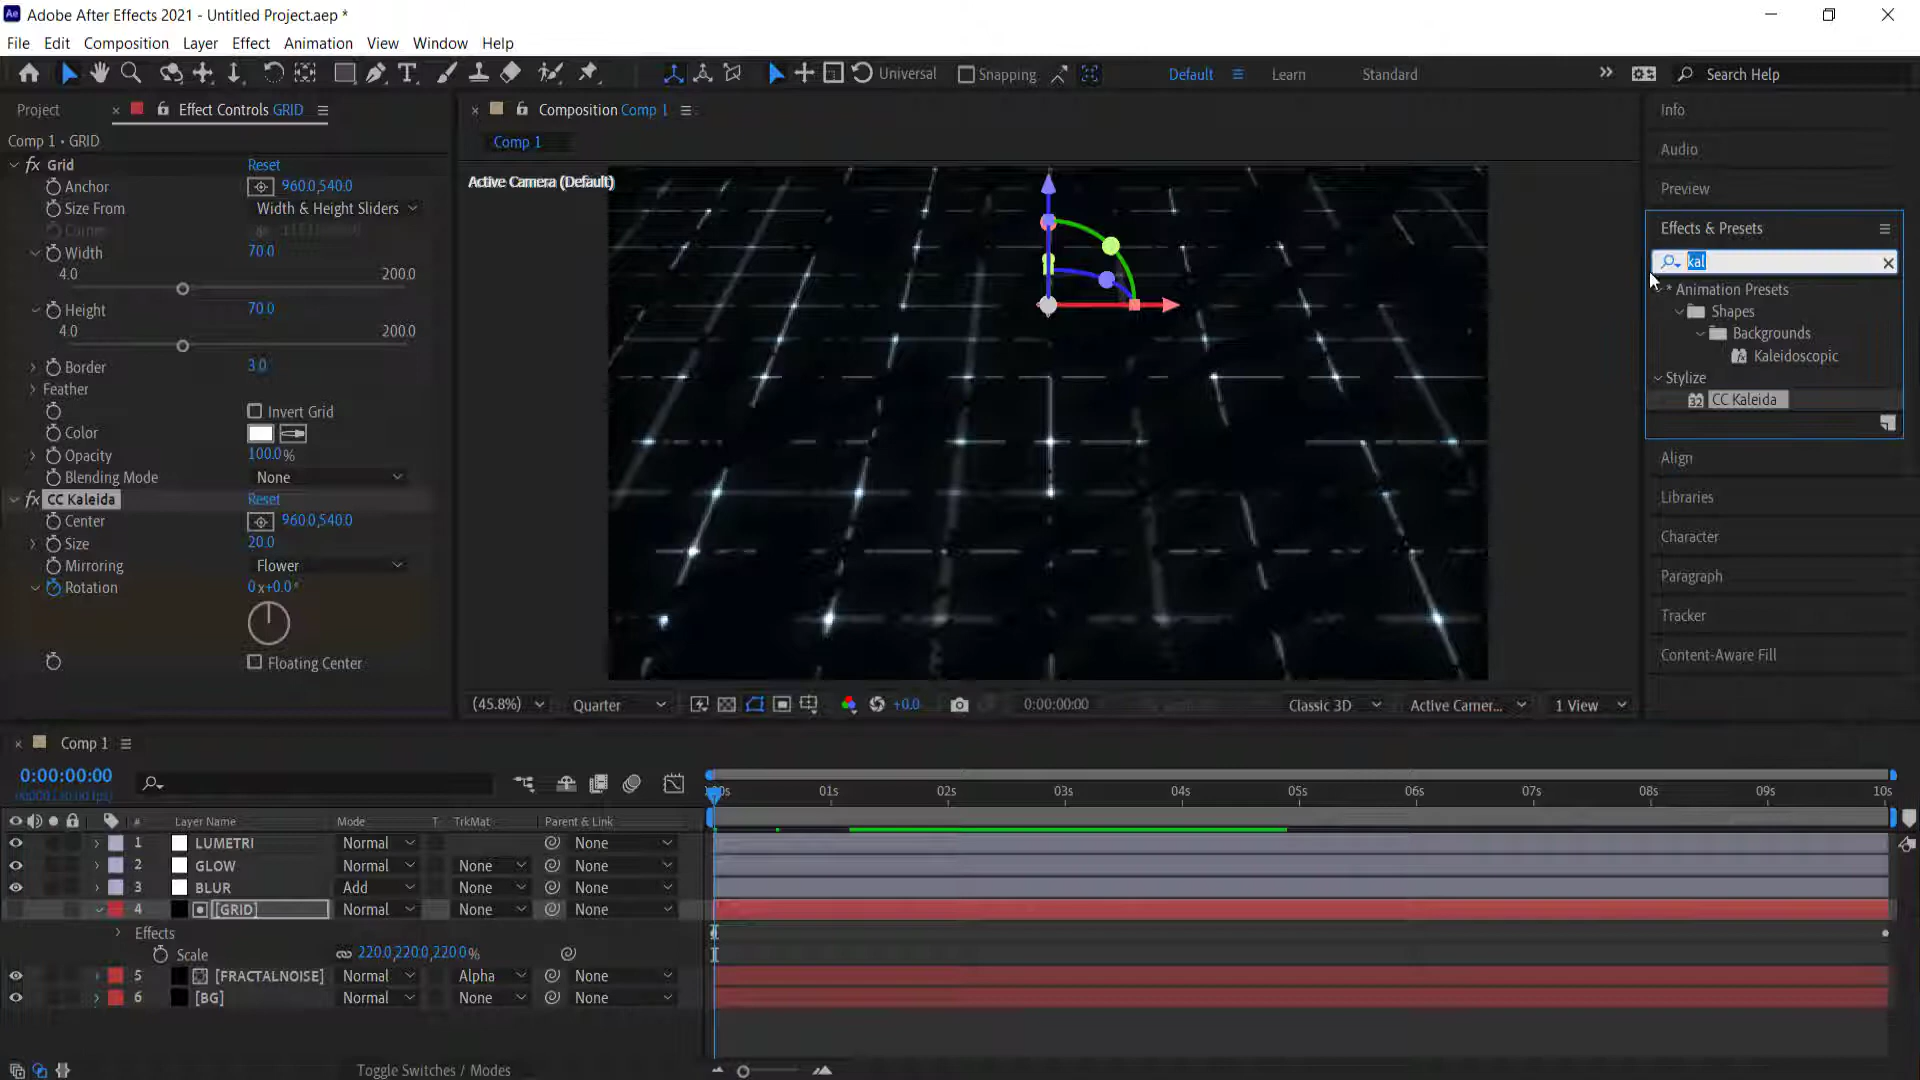 Adobe After Effects 2021 - Untitled Project.aep *
File Edit Composition Layer Effect Animation View Window Help
Universal Snapping Default Learn Standard Search Help
Project Effect Controls GRID
Comp 1 • GRID
fx Grid Reset
Anchor 960.0,540.0
Size From Width & Height Sliders
Width 70.0
4.0 200.0
Height 70.0
4.0 200.0
Border 3.0
Feather
Invert Grid
Color
Opacity 100.0%
Blending Mode None
fx CC Kaleida Reset
Center 960.0,540.0
Size 20.0
Mirroring Flower
Rotation 0x+0.0°
Floating Center
Composition Comp 1
Comp 1
Active Camera (Default)
(45.8%) Quarter +0.0 0:00:00:00 Classic 3D Active Camer... 1 View
Info
Audio
Preview
Effects & Presets
kal
* Animation Presets
Shapes
Backgrounds
Kaleidoscopic
Stylize
32 CC Kaleida
Align
Libraries
Character
Paragraph
Tracker
Content-Aware Fill
Comp 1
0:00:00:00
01s 02s 03s 04s 05s 06s 07s 08s 09s 10s
# Layer Name Mode T TrkMat Parent & Link
1 LUMETRI Normal None
2 GLOW Normal None None
3 BLUR Add None None
4 [GRID] Normal None None
Effects
Scale 220.0,220.0,220.0%
5 [FRACTALNOISE] Normal Alpha None
6 [BG] Normal None None
Toggle Switches / Modes